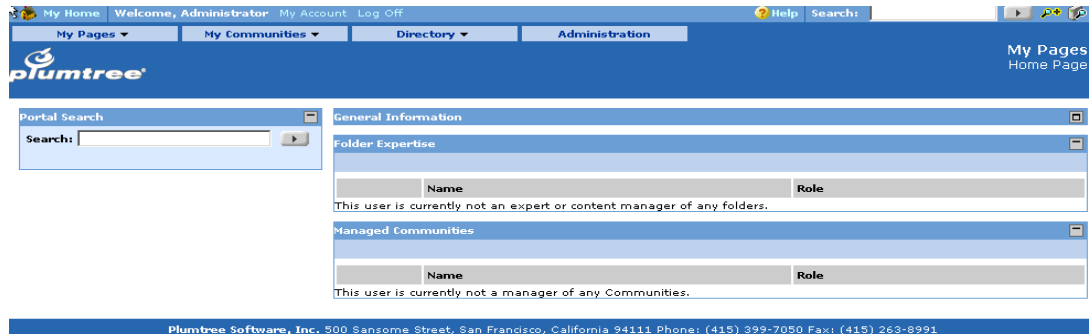 My Home Welcome, Administrator My Account Log Off Help Search:
My Pages My Communities Directory Administration
plumtree
My Pages
Home Page
Portal Search
Search:
General Information
Folder Expertise
Name Role
This user is currently not an expert or content manager of any folders.
Managed Communities
Name Role
This user is currently not a manager of any Communities.
Plumtree Software, Inc. 500 Sansome Street, San Francisco, California 94111 Phone: (415) 399-7050 Fax: (415) 263-8991